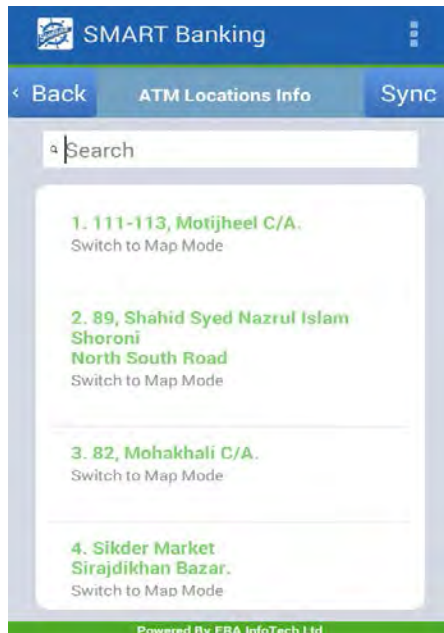 SMART Banking
‹ Back
ATM Locations Info
Sync
Search
1. 111-113, Motijheel C/A.
Switch to Map Mode
2. 89, Shahid Syed Nazrul Islam
Shoroni
North South Road
Switch to Map Mode
3. 82, Mohakhali C/A.
Switch to Map Mode
4. Sikder Market
Sirajdikhan Bazar.
Switch to Map Mode
Powered By ERA InfoTech Ltd